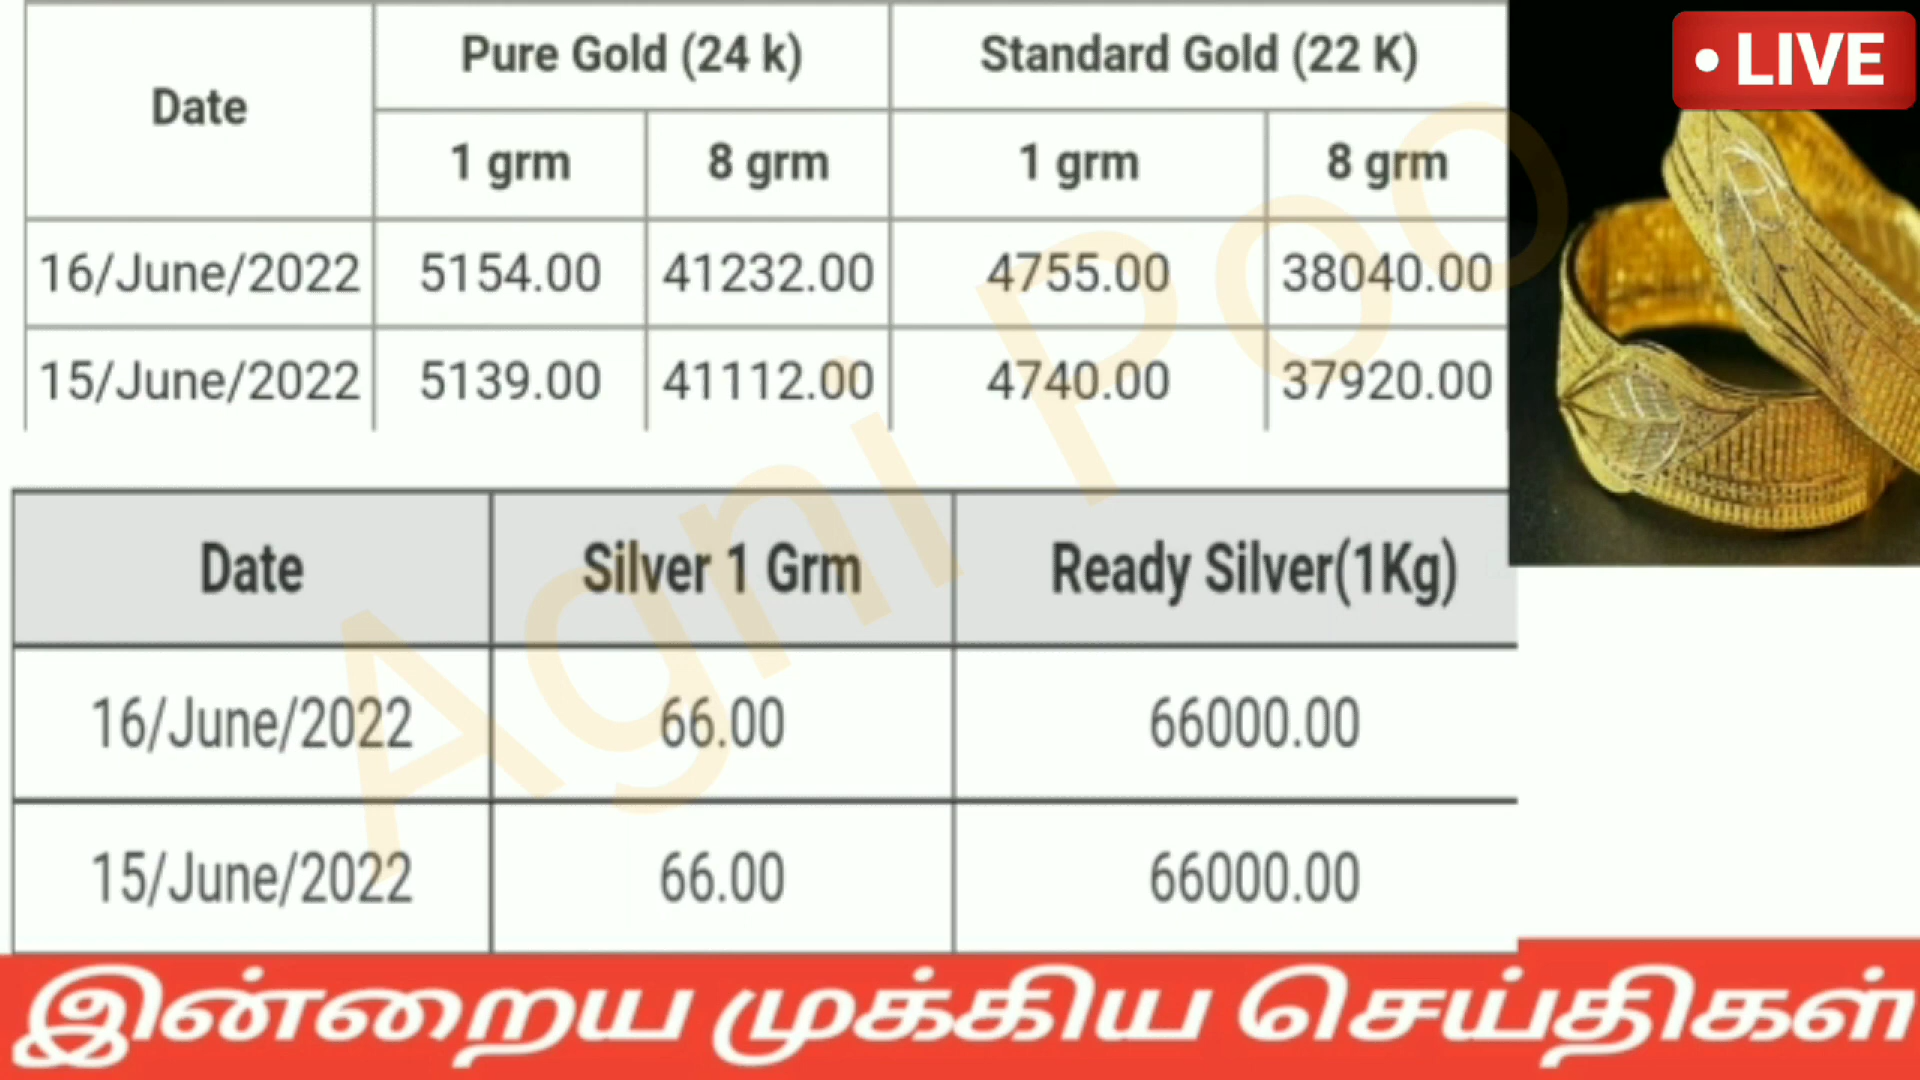 • LIVE
Date Pure Gold (24 k) Standard Gold (22 K)
1 grm 8 grm 1 grm 8 grm
16/June/2022 5154.00 41232.00 4755.00 38040.00
15/June/2022 5139.00 41112.00 4740.00 37920.00
Date Silver 1 Grm Ready Silver(1Kg)
16/June/2022 66.00 66000.00
15/June/2022 66.00 66000.00
Agni Poo
இன்றைய முக்கிய செய்திகள்